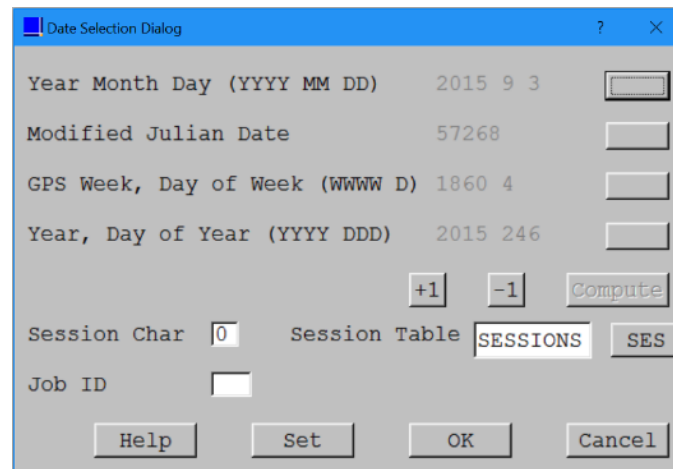 Date Selection Dialog ? ×
Year Month Day (YYYY MM DD) 2015 9 3
Modified Julian Date 57268
GPS Week, Day of Week (WWWW D) 1860 4
Year, Day of Year (YYYY DDD) 2015 246
+1 -1 Compute
Session Char 0 Session Table SESSIONS SES
Job ID
Help Set OK Cancel